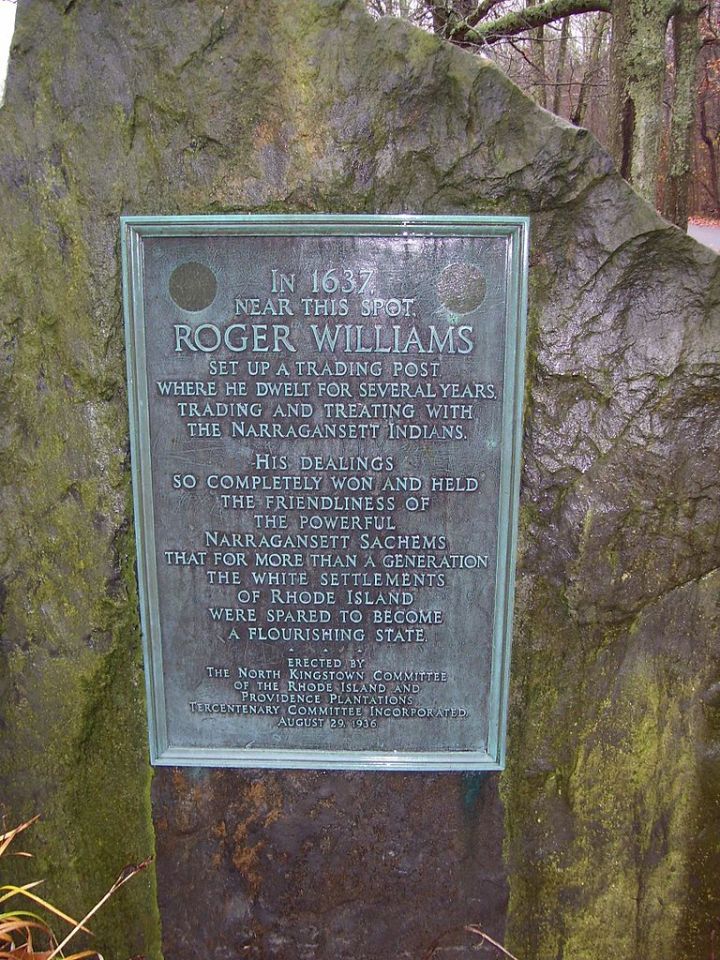 In 1637,
near this spot,
ROGER WILLIAMS
set up a trading post
where he dwelt for several years,
trading and treating with
the Narragansett Indians.
His dealings
so completely won and held
the friendliness of
the powerful
Narragansett Sachems
that for more than a generation
the white settlements
of Rhode Island
were spared to become
a flourishing state.
Erected by
The North Kingstown Committee
of the Rhode Island and
Providence Plantations
Tercentenary Committee Incorporated,
August 29, 1936.